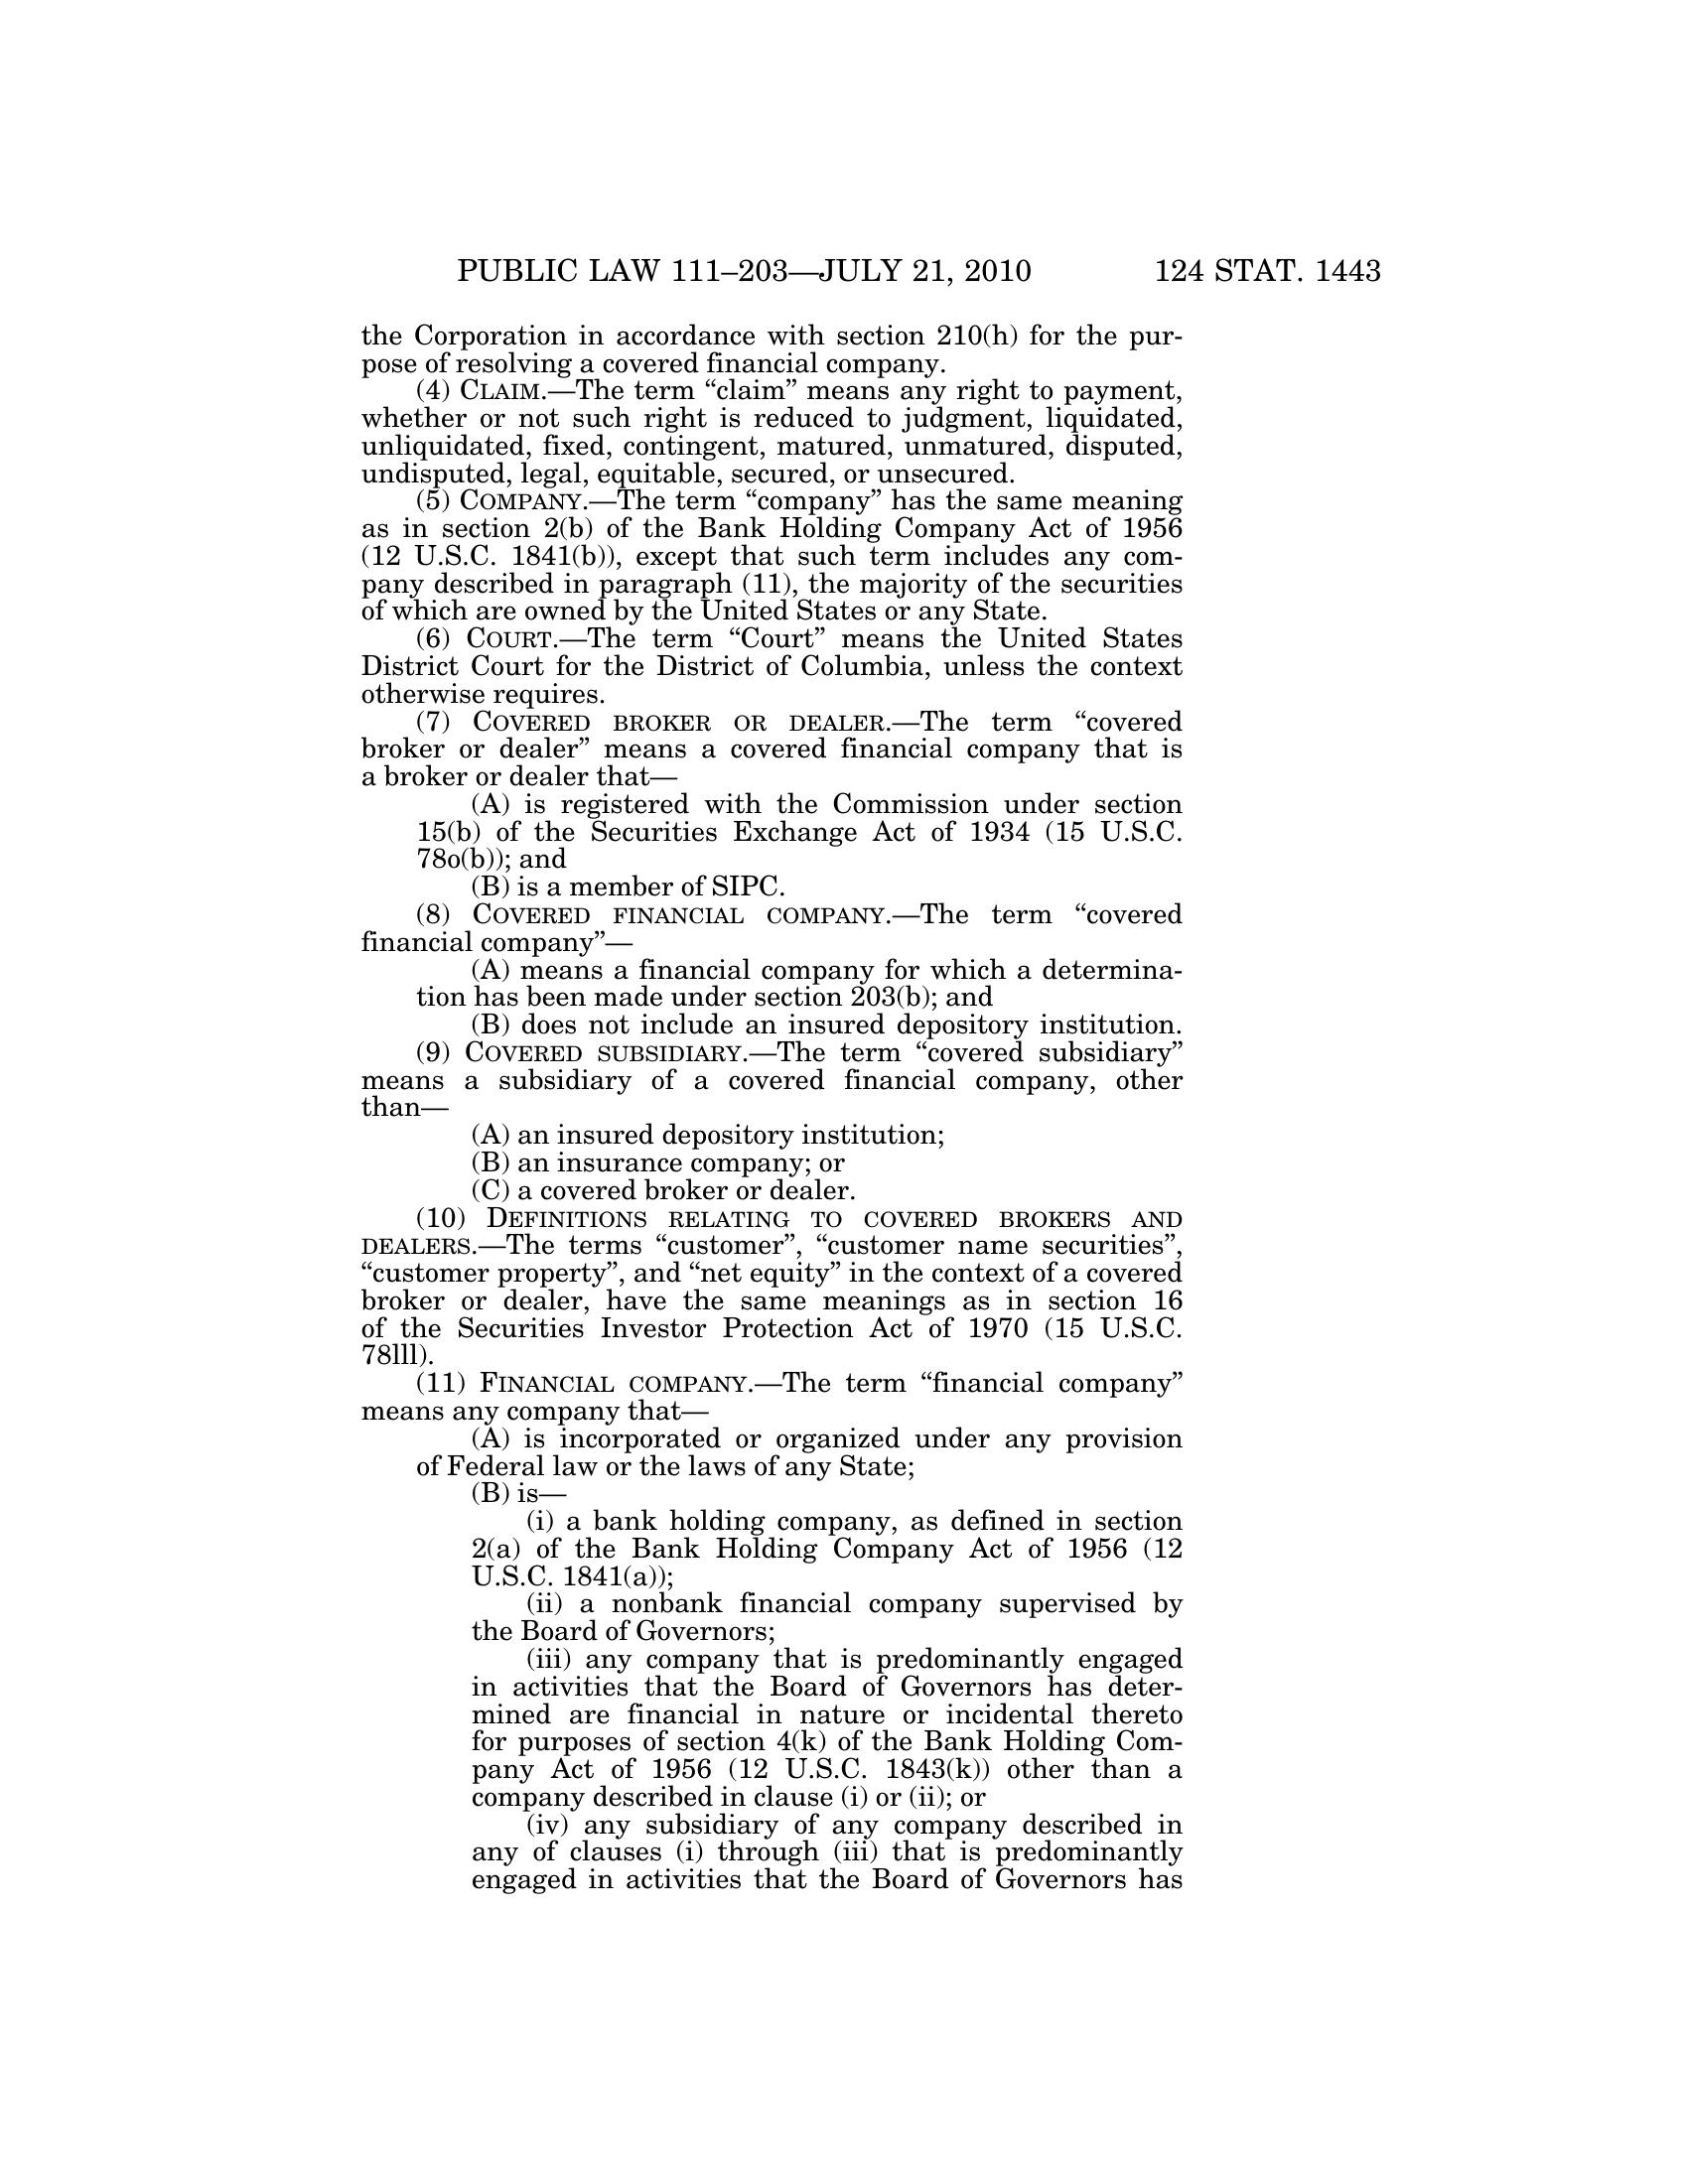 PUBLIC LAW 111–203—JULY 21, 2010 124 STAT. 1443
the Corporation in accordance with section 210(h) for the pur-
pose of resolving a covered financial company.
(4) CLAIM.—The term “claim” means any right to payment,
whether or not such right is reduced to judgment, liquidated,
unliquidated, fixed, contingent, matured, unmatured, disputed,
undisputed, legal, equitable, secured, or unsecured.
(5) COMPANY.—The term “company” has the same meaning
as in section 2(b) of the Bank Holding Company Act of 1956
(12 U.S.C. 1841(b)), except that such term includes any com-
pany described in paragraph (11), the majority of the securities
of which are owned by the United States or any State.
(6) COURT.—The term “Court” means the United States
District Court for the District of Columbia, unless the context
otherwise requires.
(7) COVERED BROKER OR DEALER.—The term “covered
broker or dealer” means a covered financial company that is
a broker or dealer that—
(A) is registered with the Commission under section
15(b) of the Securities Exchange Act of 1934 (15 U.S.C.
78o(b)); and
(B) is a member of SIPC.
(8) COVERED FINANCIAL COMPANY.—The term “covered
financial company”—
(A) means a financial company for which a determina-
tion has been made under section 203(b); and
(B) does not include an insured depository institution.
(9) COVERED SUBSIDIARY.—The term “covered subsidiary”
means a subsidiary of a covered financial company, other
than—
(A) an insured depository institution;
(B) an insurance company; or
(C) a covered broker or dealer.
(10) DEFINITIONS RELATING TO COVERED BROKERS AND
DEALERS.—The terms “customer”, “customer name securities”,
“customer property”, and “net equity” in the context of a covered
broker or dealer, have the same meanings as in section 16
of the Securities Investor Protection Act of 1970 (15 U.S.C.
78lll).
(11) FINANCIAL COMPANY.—The term “financial company”
means any company that—
(A) is incorporated or organized under any provision
of Federal law or the laws of any State;
(B) is—
(i) a bank holding company, as defined in section
2(a) of the Bank Holding Company Act of 1956 (12
U.S.C. 1841(a));
(ii) a nonbank financial company supervised by
the Board of Governors;
(iii) any company that is predominantly engaged
in activities that the Board of Governors has deter-
mined are financial in nature or incidental thereto
for purposes of section 4(k) of the Bank Holding Com-
pany Act of 1956 (12 U.S.C. 1843(k)) other than a
company described in clause (i) or (ii); or
(iv) any subsidiary of any company described in
any of clauses (i) through (iii) that is predominantly
engaged in activities that the Board of Governors has